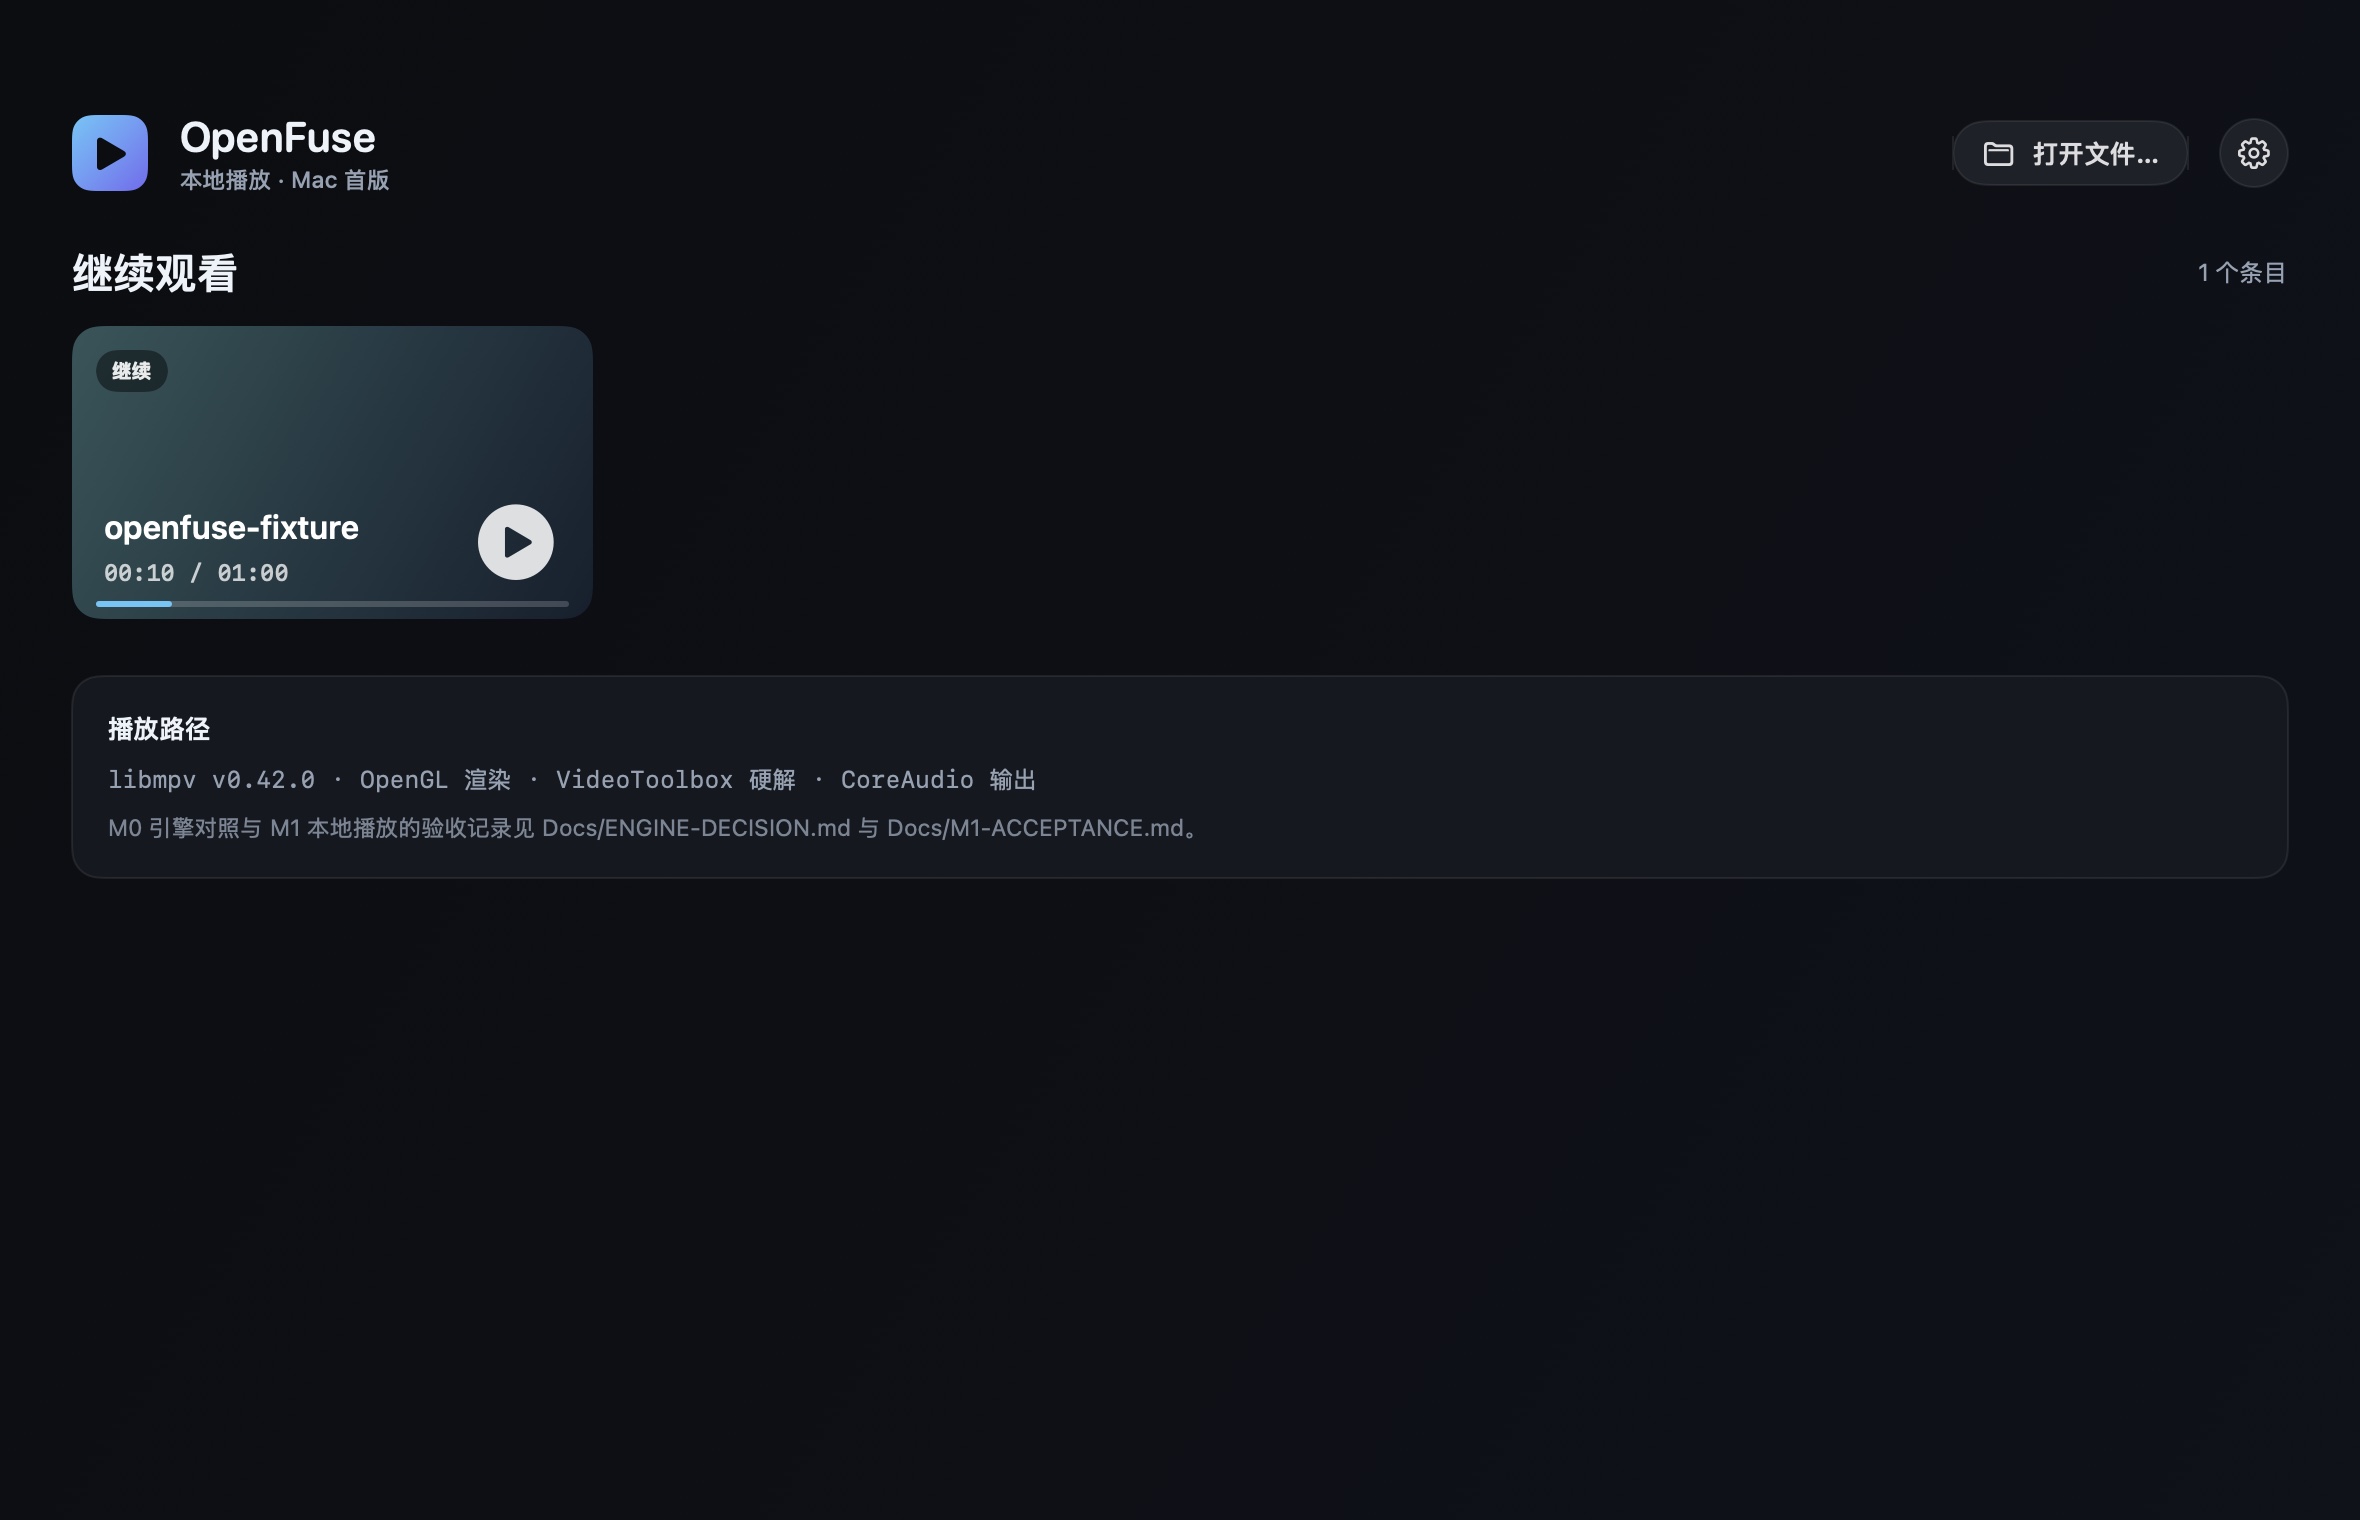 OpenFuse
本地播放 · Mac 首版
打开文件...
继续观看
1 个条目
继续
openfuse-fixture
00:10 / 01:00
播放路径
libmpv v0.42.0 · OpenGL 渲染 · VideoToolbox 硬解 · CoreAudio 输出
M0 引擎对照与 M1 本地播放的验收记录见 Docs/ENGINE-DECISION.md 与 Docs/M1-ACCEPTANCE.md。